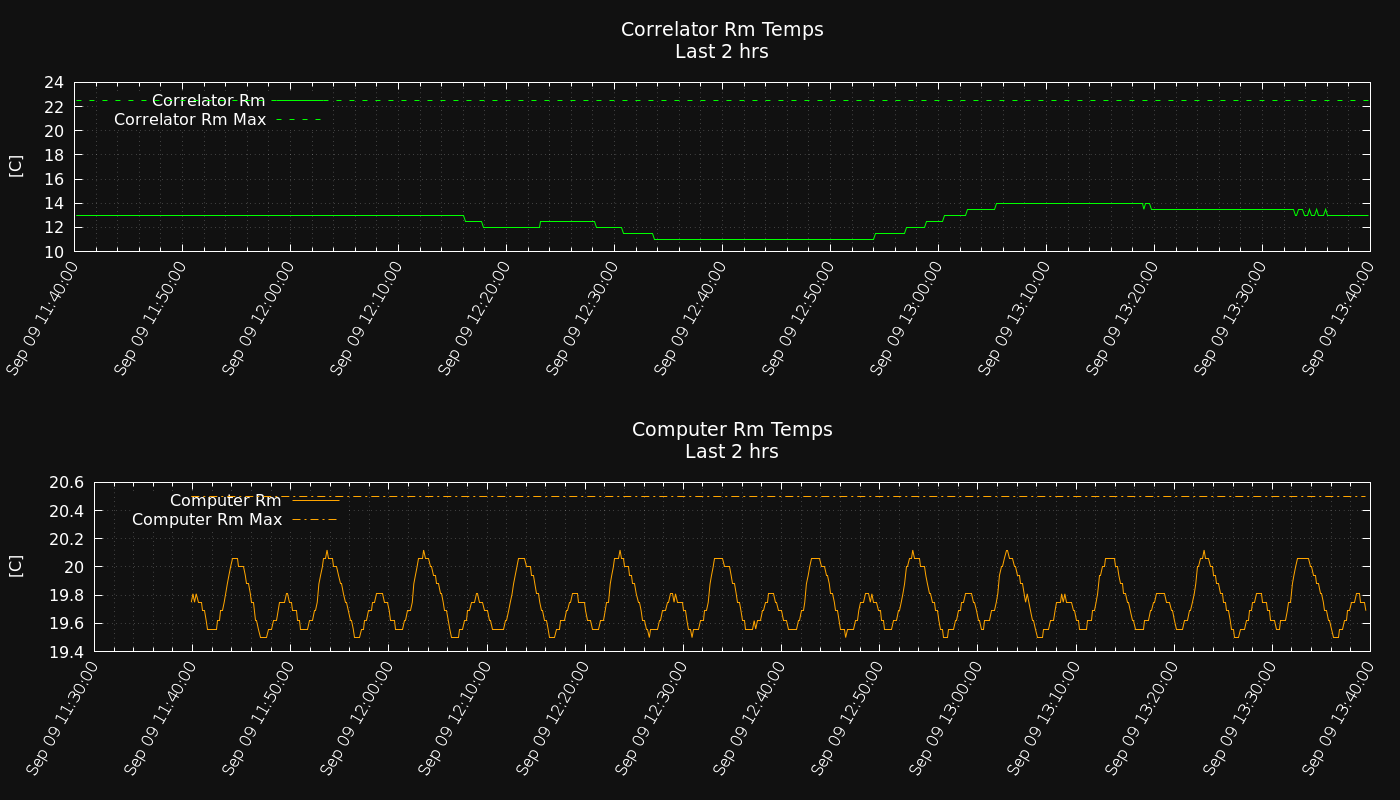 Correlator Rm Temps
Last 2 hrs
24
22
20
18
16
14
12
10
[C]
Correlator Rm
Correlator Rm Max
Sep 09 11:40:00
Sep 09 11:50:00
Sep 09 12:00:00
Sep 09 12:10:00
Sep 09 12:20:00
Sep 09 12:30:00
Sep 09 12:40:00
Sep 09 12:50:00
Sep 09 13:00:00
Sep 09 13:10:00
Sep 09 13:20:00
Sep 09 13:30:00
Sep 09 13:40:00
Computer Rm Temps
Last 2 hrs
20.6
20.4
20.2
20
19.8
19.6
19.4
[C]
Computer Rm
Computer Rm Max
Sep 09 11:30:00
Sep 09 11:40:00
Sep 09 11:50:00
Sep 09 12:00:00
Sep 09 12:10:00
Sep 09 12:20:00
Sep 09 12:30:00
Sep 09 12:40:00
Sep 09 12:50:00
Sep 09 13:00:00
Sep 09 13:10:00
Sep 09 13:20:00
Sep 09 13:30:00
Sep 09 13:40:00